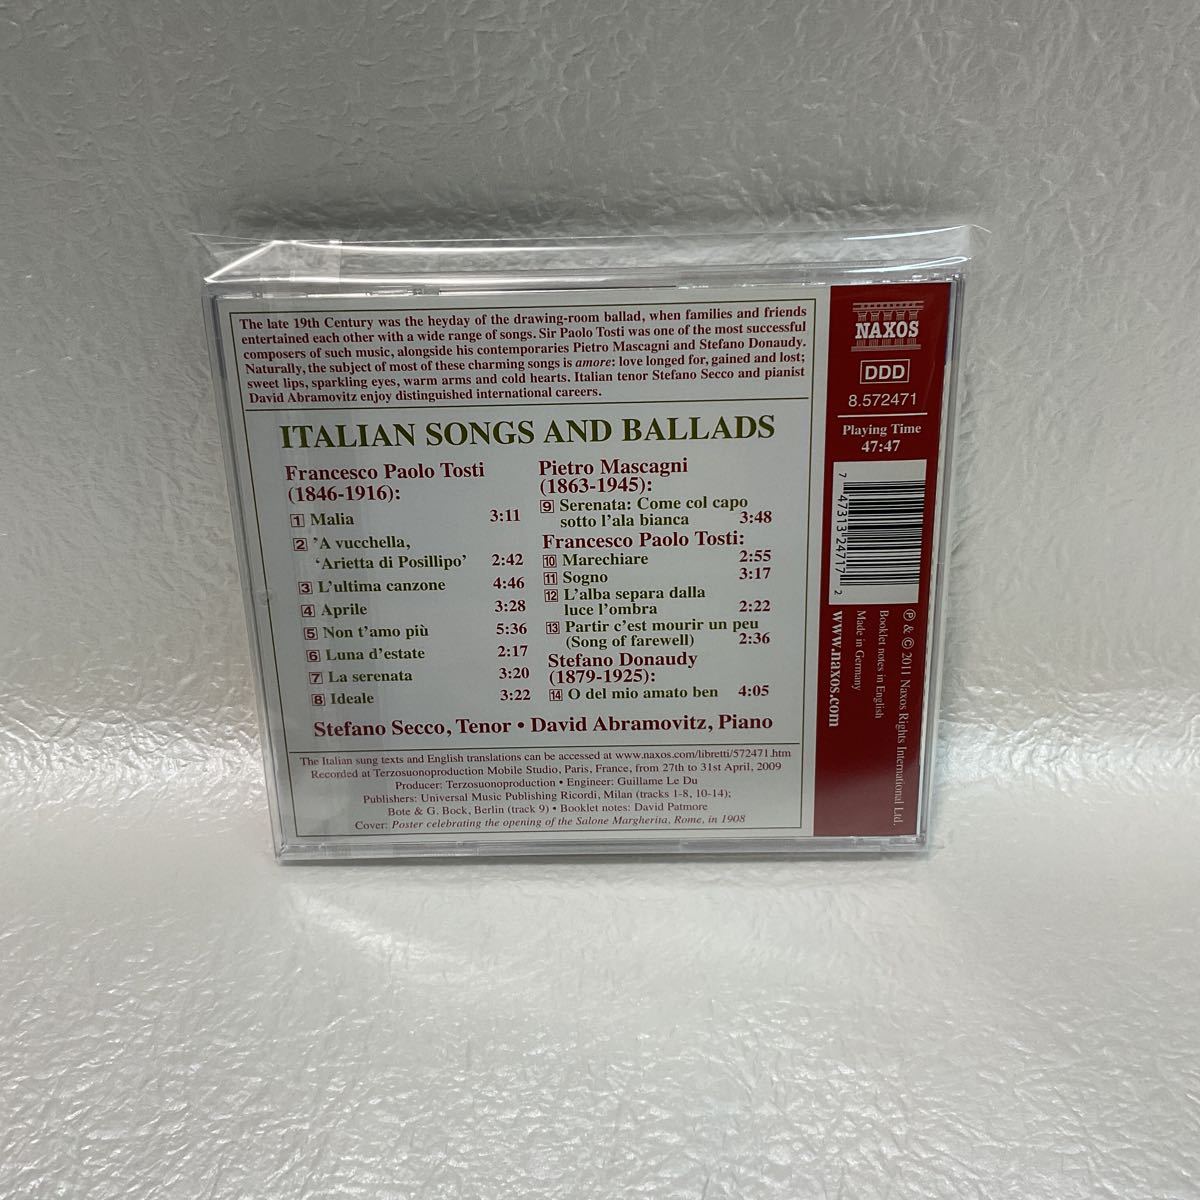 The late 19th Century was the heyday of the drawing-room ballad, when families and friends
entertained each other with a wide range of songs. Sir Paolo Tosti was one of the most successful
composers of such music, alongside his contemporaries Pietro Mascagni and Stefano Donaudy.
Naturally, the subject of most of these charming songs is amore: love longed for, gained and lost;
sweet lips, sparkling eyes, warm arms and cold hearts. Italian tenor Stefano Secco and pianist
David Abramovitz enjoy distinguished international careers.
ITALIAN SONGS AND BALLADS
Francesco Paolo Tosti
(1846-1916):
1 Malia 3:11
2 'A vucchella,
'Arietta di Posillipo' 2:42
3 L'ultima canzone 4:46
4 Aprile 3:28
5 Non t'amo più 5:36
6 Luna d'estate 2:17
7 La serenata 3:20
8 Ideale 3:22
Pietro Mascagni
(1863-1945):
9 Serenata: Come col capo
sotto l'ala bianca 3:48
Francesco Paolo Tosti:
10 Marechiare 2:55
11 Sogno 3:17
12 L'alba separa dalla
luce l'ombra 2:22
13 Partir c'est mourir un peu
(Song of farewell) 2:36
Stefano Donaudy
(1879-1925):
14 O del mio amato ben 4:05
Stefano Secco, Tenor • David Abramovitz, Piano
The Italian sung texts and English translations can be accessed at www.naxos.com/libretti/572471.htm
Recorded at Terzosuonoproduction Mobile Studio, Paris, France, from 27th to 31st April, 2009
Producer: Terzosuonoproduction • Engineer: Guillame Le Du
Publishers: Universal Music Publishing Ricordi, Milan (tracks 1-8, 10-14);
Bote & G. Bock, Berlin (track 9) • Booklet notes: David Patmore
Cover: Poster celebrating the opening of the Salone Margherita, Rome, in 1908
NAXOS
DDD
8.572471
Playing Time
47:47
7 47313 24717 2
℗ & © 2011 Naxos Rights International Ltd.
Booklet notes in English
Made in Germany
www.naxos.com